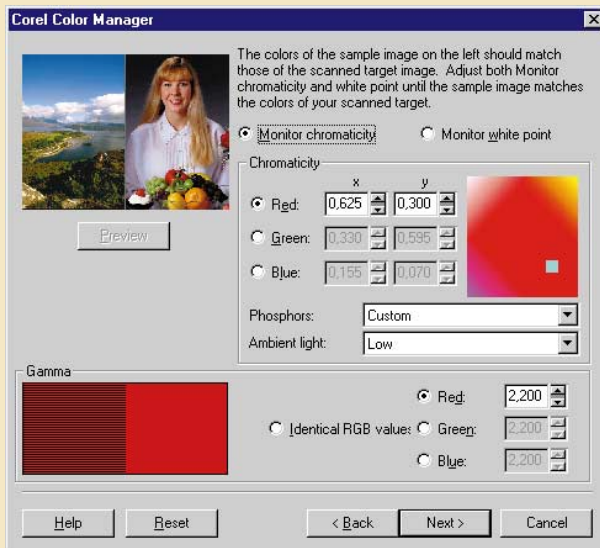 Corel Color Manager
The colors of the sample image on the left should match
those of the scanned target image. Adjust both Monitor
chromaticity and white point until the sample image matches
the colors of your scanned target.
Monitor chromaticity Monitor white point
Preview
Chromaticity
x y
Red: 0,625 0,300
Green: 0,330 0,595
Blue: 0,155 0,070
Phosphors: Custom
Ambient light: Low
Gamma
Red: 2,200
Identical RGB values Green: 2,200
Blue: 2,200
Help Reset < Back Next > Cancel